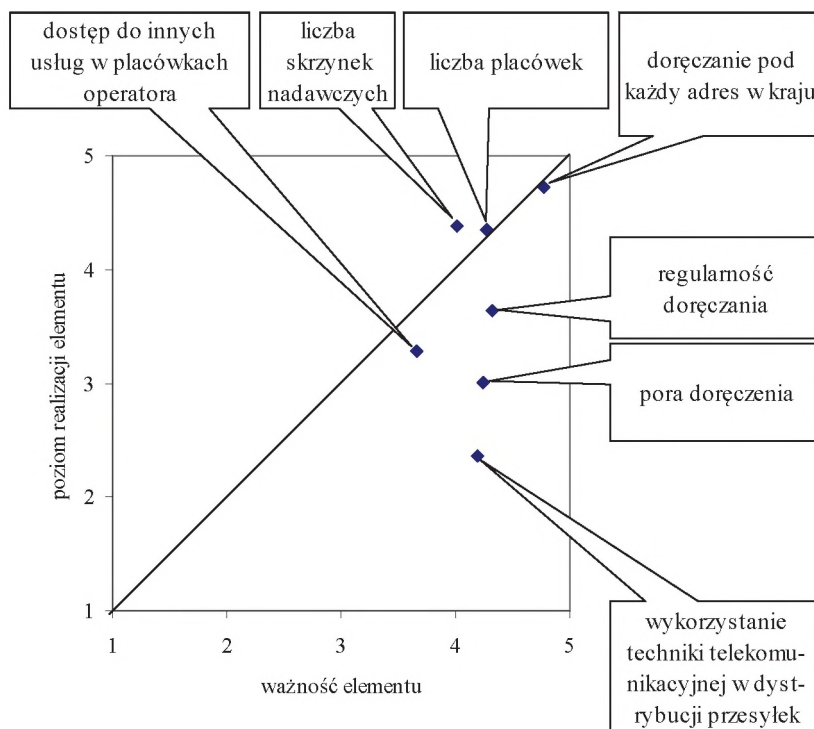 dostęp do innych
usług w placówkach
operatora
liczba
skrzynek
nadawczych
liczba placówek
doręczanie pod
każdy adres w kraju
5
4
3
2
1
poziom realizacji elementu
regularność
doręczania
pora doręczenia
1 2 3 4 5
ważność elementu
wykorzystanie
techniki telekomu-
nikacyjnej w dyst-
rybucji przesyłek